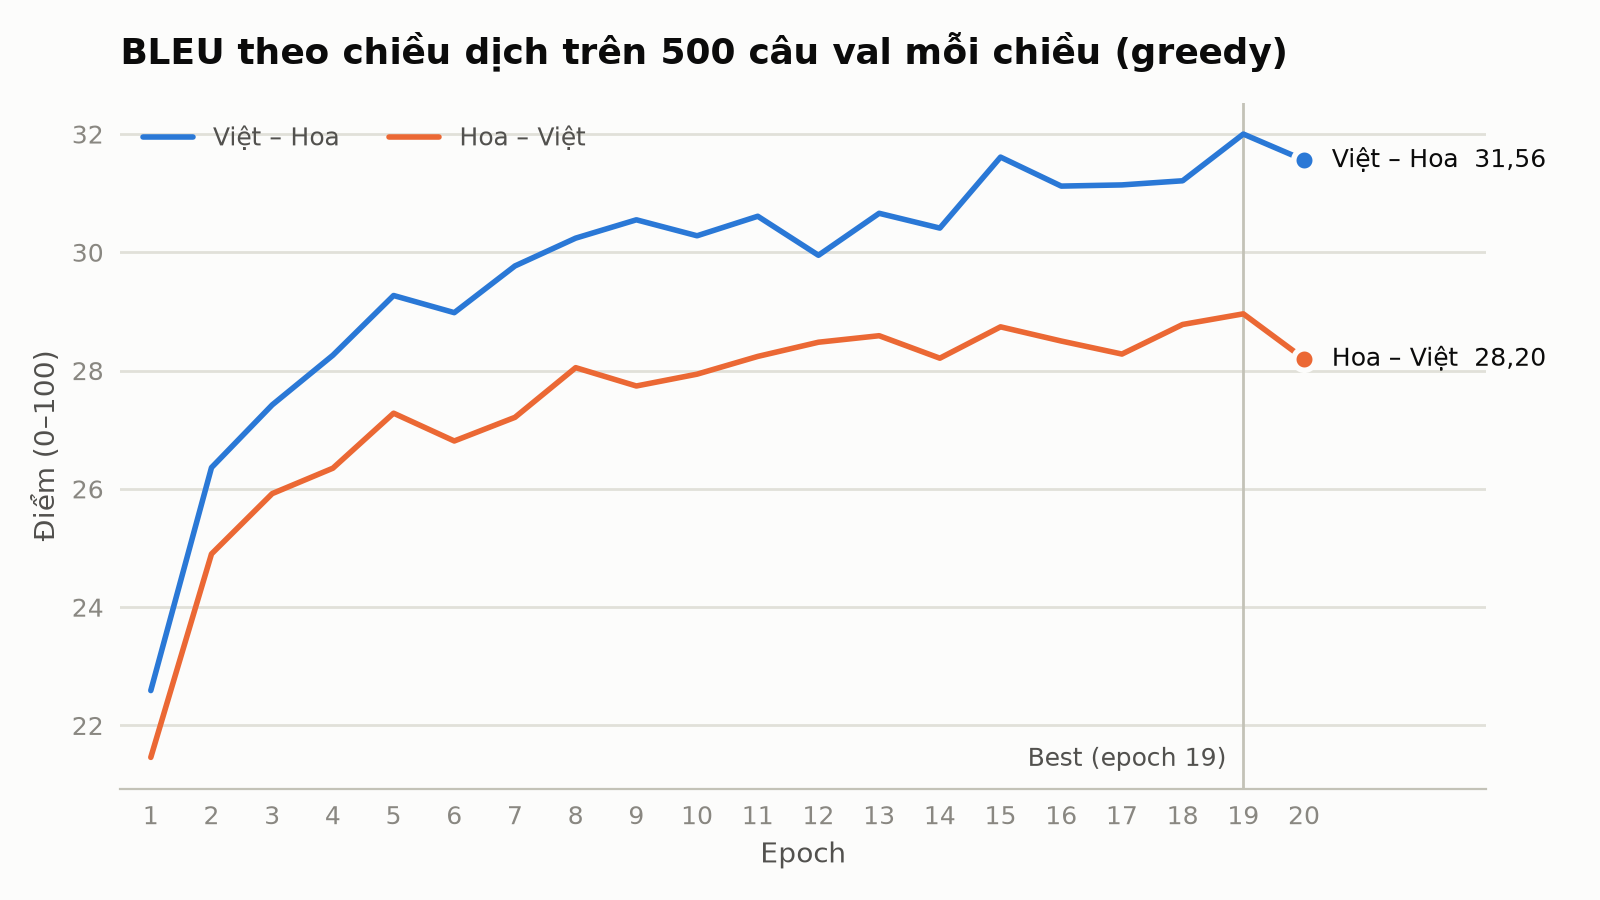 BLEU theo chiều dịch trên 500 câu val mỗi chiều (greedy)
Việt – Hoa
Hoa – Việt
32
30
28
26
24
22
Điểm (0–100)
Việt – Hoa 31,56
Hoa – Việt 28,20
Best (epoch 19)
1 2 3 4 5 6 7 8 9 10 11 12 13 14 15 16 17 18 19 20
Epoch